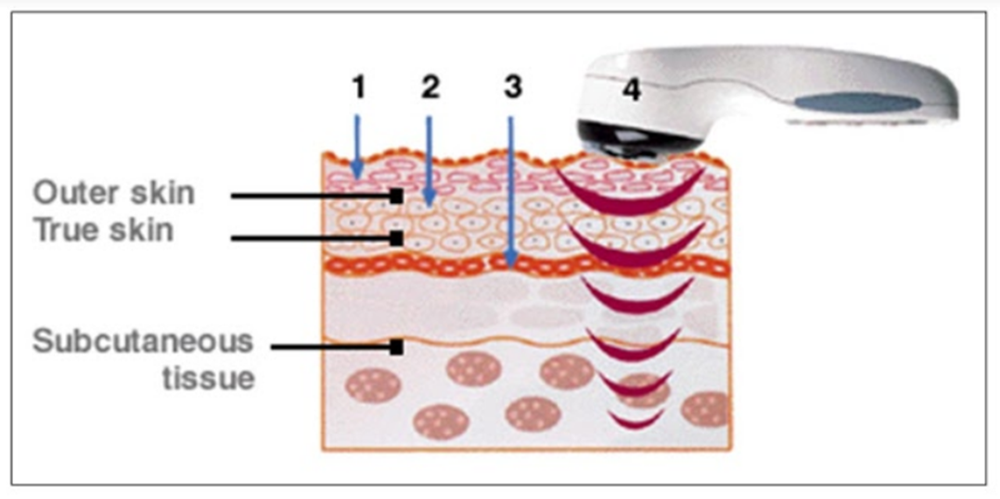 1 2 3 4
Outer skin
True skin
Subcutaneous
tissue